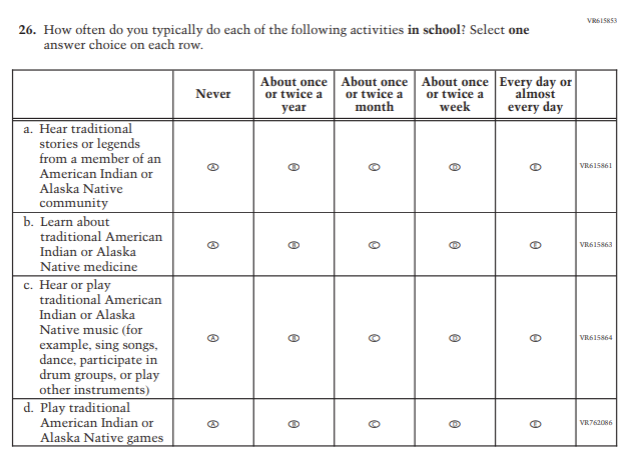 VR615853
26. How often do you typically do each of the following activities in school? Select one
answer choice on each row.
Never
About once
or twice a
year
About once
or twice a
month
About once
or twice a
week
Every day or
almost
every day
a. Hear traditional
stories or legends
from a member of an
American Indian or
Alaska Native
community
A B C D E VR615861
b. Learn about
traditional American
Indian or Alaska
Native medicine
A B C D E VR615863
c. Hear or play
traditional American
Indian or Alaska
Native music (for
example, sing songs,
dance, participate in
drum groups, or play
other instruments)
A B C D E VR615864
d. Play traditional
American Indian or
Alaska Native games
A B C D E VR762086